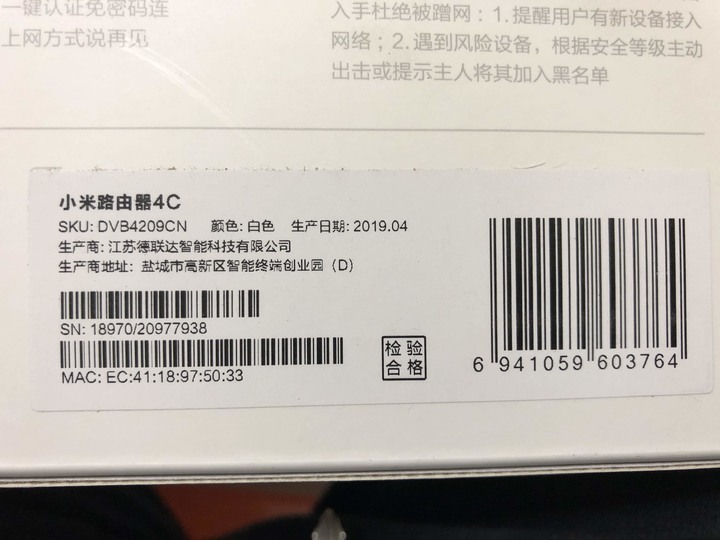 一键认证免密码连
上网方式说再见
入手杜绝被蹭网：1. 提醒用户有新设备接入
网络；2. 遇到风险设备，根据安全等级主动
出击或提示主人将其加入黑名单
小米路由器4C
SKU: DVB4209CN 颜色: 白色 生产日期: 2019.04
生产商: 江苏德联达智能科技有限公司
生产商地址: 盐城市高新区智能终端创业园（D）
SN: 18970/20977938
MAC: EC:41:18:97:50:33
检验
合格
6 941059 603764